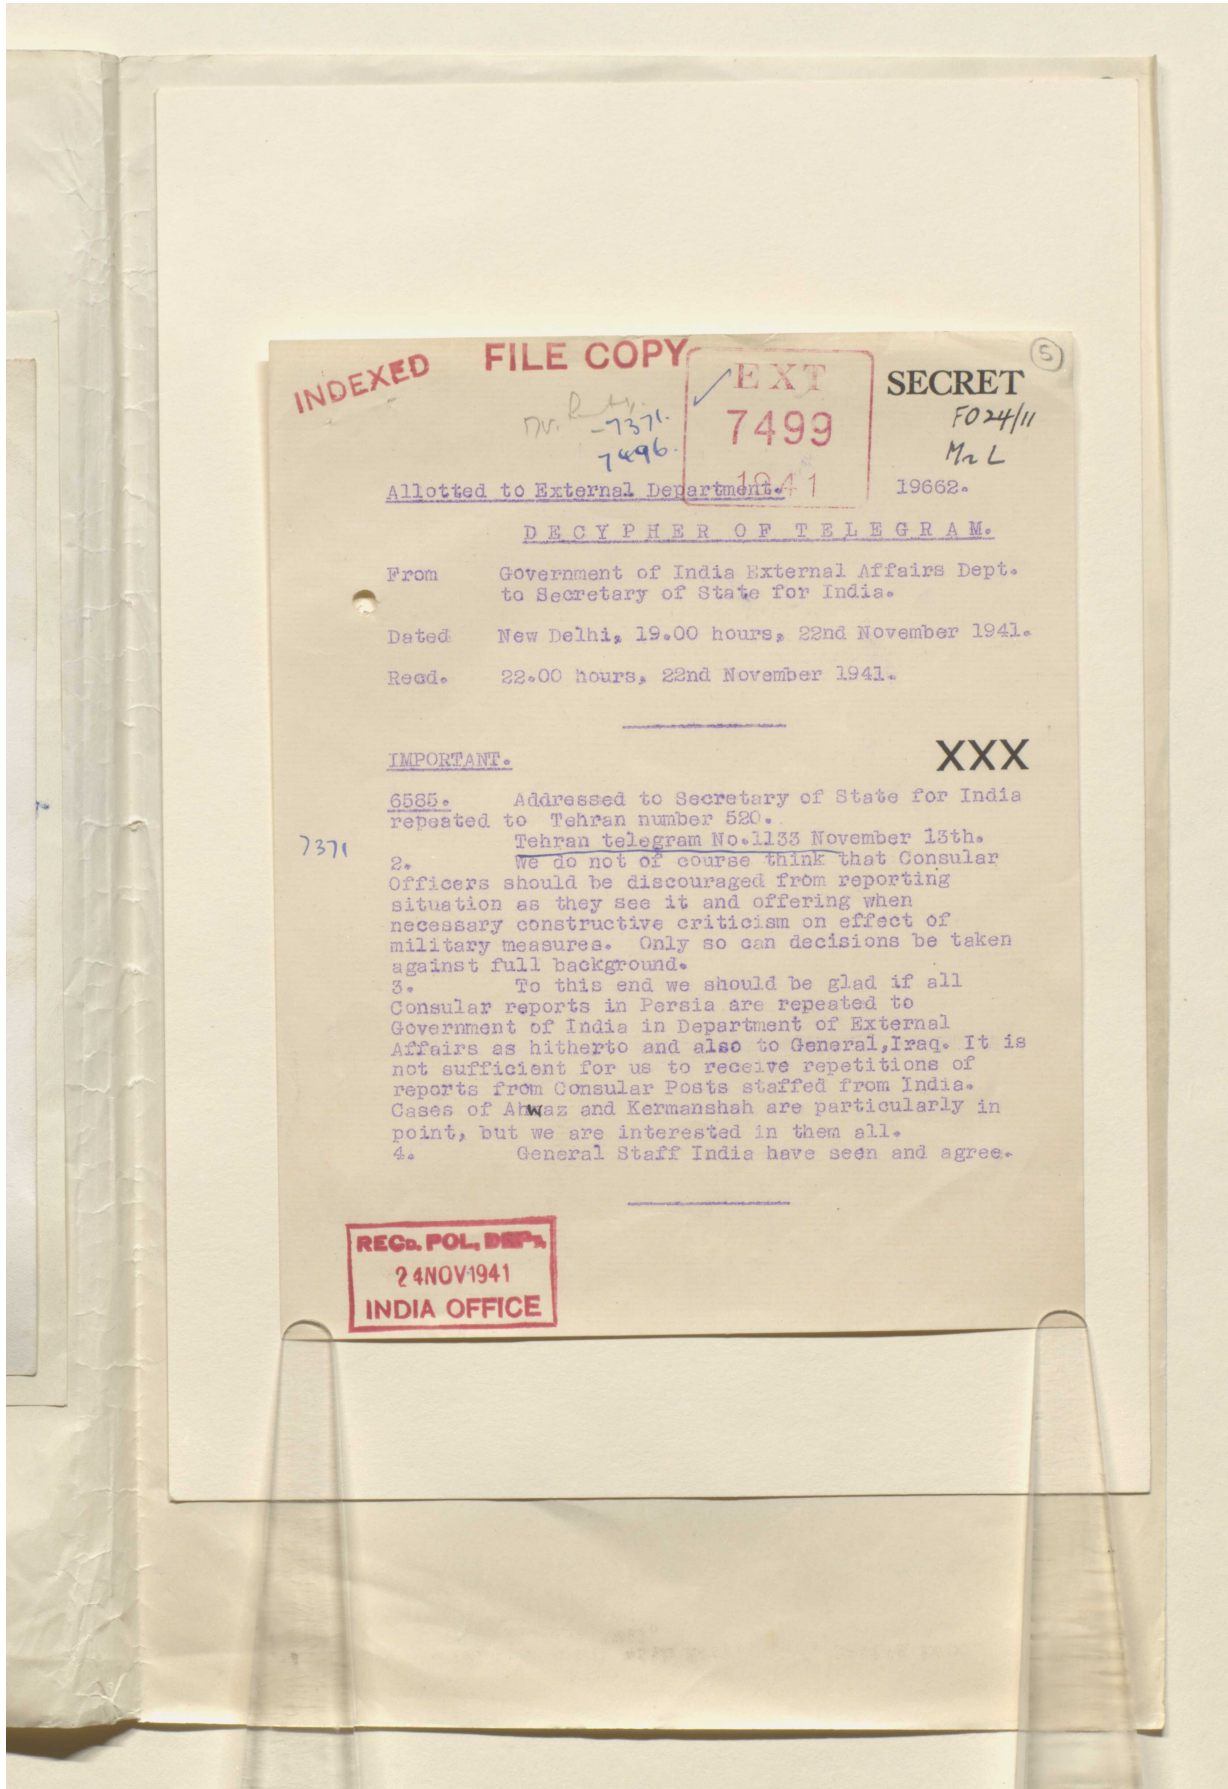 INDEXED
FILE COPY
EXT
7499
1941
SECRET
5
FO 24/11
Mr L
-7371.
7496.
Allotted to External Department.
19662.
DECYPHER OF TELEGRAM.
From Government of India External Affairs Dept.
to Secretary of State for India.
Dated New Delhi, 19.00 hours, 22nd November 1941.
Recd. 22.00 hours, 22nd November 1941.
XXX
IMPORTANT.
6585. Addressed to Secretary of State for India
repeated to Tehran number 520.
Tehran telegram No.1133 November 13th.
7371
2. We do not of course think that Consular
Officers should be discouraged from reporting
situation as they see it and offering when
necessary constructive criticism on effect of
military measures. Only so can decisions be taken
against full background.
3. To this end we should be glad if all
Consular reports in Persia are repeated to
Government of India in Department of External
Affairs as hitherto and also to General,Iraq. It is
not sufficient for us to receive repetitions of
reports from Consular Posts staffed from India.
Cases of Ahwaz and Kermanshah are particularly in
point, but we are interested in them all.
4. General Staff India have seen and agree.
RECD. POL. DEPT.
24NOV1941
INDIA OFFICE